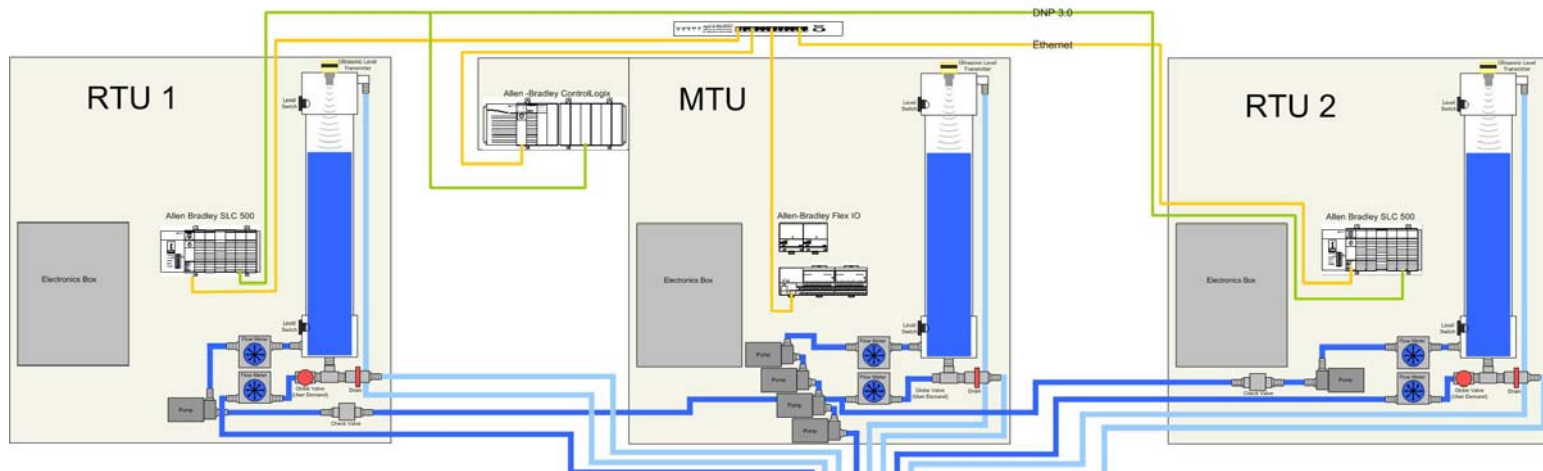 DNP 3.0
Ethernet
RTU 1
Ultrasonic Level
Transmitter
Level
Switch
Allen Bradley SLC 500
Electronics Box
Level
Switch
Flow Meter
Flow Meter
Globe Valve
(User Demand)
Drain
Pump
Check Valve
Allen -Bradley ControlLogix
MTU
Ultrasonic Level
Transmitter
Level
Switch
Allen-Bradley Flex IO
Electronics Box
Level
Switch
Pump
Pump
Pump
Pump
Flow Meter
Flow Meter
Globe Valve
(User Demand)
Drain
RTU 2
Ultrasonic Level
Transmitter
Level
Switch
Allen Bradley SLC 500
Electronics Box
Level
Switch
Flow Meter
Flow Meter
Pump
Check Valve
Globe Valve
(User Demand)
Drain